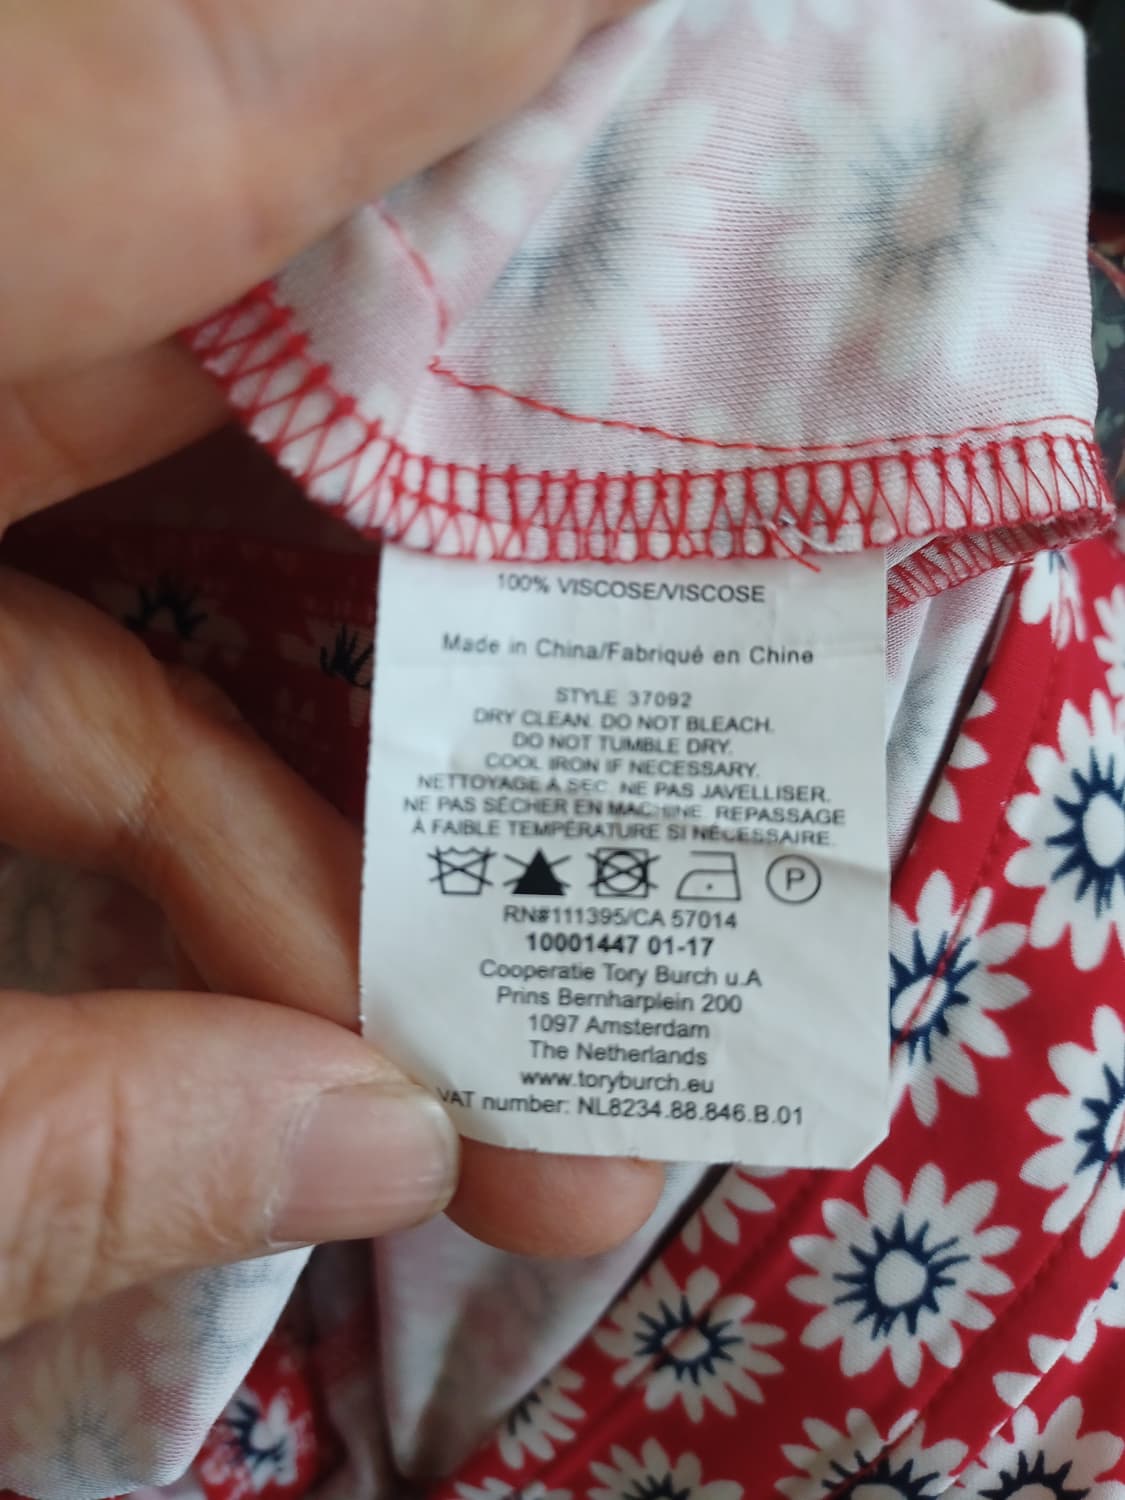 100% VISCOSE/VISCOSE
Made in China/Fabriqué en Chine
STYLE 37092
DRY CLEAN. DO NOT BLEACH.
DO NOT TUMBLE DRY.
COOL IRON IF NECESSARY.
NETTOYAGE À SEC. NE PAS JAVELLISER.
NE PAS SÉCHER EN MACHINE. REPASSAGE
À FAIBLE TEMPÉRATURE SI NÉCESSAIRE.
P
RN#111395/CA 57014
10001447 01-17
Cooperatie Tory Burch u.A
Prins Bernharplein 200
1097 Amsterdam
The Netherlands
www.toryburch.eu
VAT number: NL8234.88.846.B.01